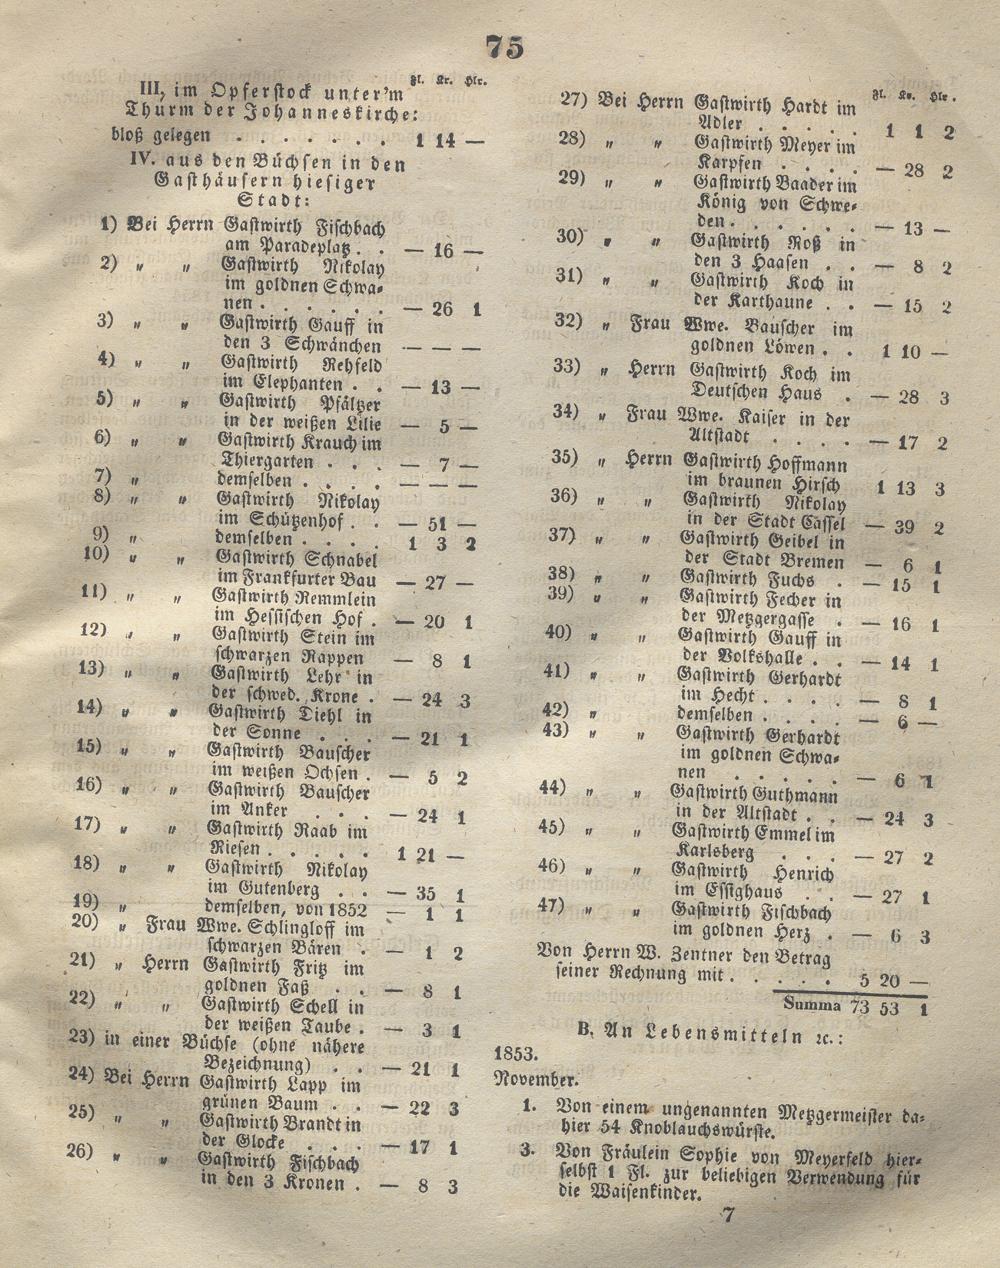 75
Fl. Kr. Hlr.
III, im Opferstock unter'm
Thurm der Johanneskirche:
bloß gelegen . . . . . . 1 14 —
IV. aus den Büchsen in den
Gasthäusern hiesiger
Stadt:
1) Bei Herrn Gastwirth Fischbach
am Paradeplatz . . — 16 —
2) „ „ Gastwirth Nikolay
im goldnen Schwa-
nen . . . . . — 26 1
3) „ „ Gastwirth Gauff in
den 3 Schwänchen — — —
4) „ „ Gastwirth Rehfeld
im Elephanten . . — 13 —
5) „ „ Gastwirth Pfältzer
in der weißen Lilie — 5 —
6) „ „ Gastwirth Krauch im
Thiergarten . . . — 7 —
7) „ demselben . . . . — — —
8) „ „ Gastwirth Nikolay
im Schützenhof . . — 51 —
9) „ demselben . . . . 1 3 2
10) „ „ Gastwirth Schnabel
im Frankfurter Bau — 27 —
11) „ „ Gastwirth Remmlein
im Hessischen Hof . — 20 1
12) „ „ Gastwirth Stein im
schwarzen Rappen — 8 1
13) „ „ Gastwirth Lehr in
der schwed. Krone . — 24 3
14) „ „ Gastwirth Diehl in
der Sonne . . . — 21 1
15) „ „ Gastwirth Bauscher
im weißen Ochsen . — 5 2
16) „ „ Gastwirth Bauscher
im Anker . . . — 24 1
17) „ „ Gastwirth Raab im
Riesen . . . . . 1 21 —
18) „ „ Gastwirth Nikolay
im Gutenberg . . — 35 1
19) „ demselben, von 1852 — 1 1
20) „ Frau Wwe. Schlingloff im
schwarzen Bären . — 1 2
21) „ Herrn Gastwirth Fritz im
goldnen Faß . . — 8 1
22) „ „ Gastwirth Schell in
der weißen Taube . — 3 1
23) in einer Büchse (ohne nähere
Bezeichnung) . . — 21 1
24) Bei Herrn Gastwirth Lapp im
grünen Baum . . — 22 3
25) „ „ Gastwirth Brandt in
der Glocke . . . — 17 1
26) „ „ Gastwirth Fischbach
in den 3 Kronen . — 8 3
Fl. Kr. Hlr.
27) Bei Herrn Gastwirth Hardt im
Adler . . . . . 1 1 2
28) „ „ Gastwirth Meyer im
Karpfen . . . . — 28 2
29) „ „ Gastwirth Baader im
König von Schwe-
den . . . . . . — 13 —
30) „ „ Gastwirth Roß in
den 3 Haasen . . — 8 2
31) „ „ Gastwirth Koch in
der Karthaune . . — 15 2
32) „ Frau Wwe. Bauscher im
goldnen Löwen . . 1 10 —
33) „ Herrn Gastwirth Koch im
Deutschen Haus . — 28 3
34) „ Frau Wwe. Kaiser in der
Altstadt . . . . — 17 2
35) „ Herrn Gastwirth Hoffmann
im braunen Hirsch 1 13 3
36) „ „ Gastwirth Nikolay
in der Stadt Cassel — 39 2
37) „ „ Gastwirth Geibel in
der Stadt Bremen — 6 1
38) „ „ Gastwirth Fuchs . — 15 1
39) „ „ Gastwirth Fecher in
der Metzgergasse . — 16 1
40) „ „ Gastwirth Gauff in
der Volkshalle . . — 14 1
41) „ „ Gastwirth Gerhardt
im Hecht . . . . — 8 1
42) „ demselben . . . . — 6 —
43) „ „ Gastwirth Gerhardt
im goldnen Schwa-
nen . . . . . — 6 1
44) „ „ Gastwirth Guthmann
in der Altstadt . . — 24 3
45) „ „ Gastwirth Emmel im
Karlsberg . . . — 27 2
46) „ „ Gastwirth Henrich
im Essighaus . . — 27 1
47) „ „ Gastwirth Fischbach
im goldnen Herz . — 6 3
Von Herrn W. Zentner den Betrag
seiner Rechnung mit . . . . . 5 20 —
Summa 73 53 1
B. An Lebensmitteln ꝛc.:
1853.
November.
1. Von einem ungenannten Metzgermeister da-
hier 54 Knoblauchswürste.
3. Von Fräulein Sophie von Meyerfeld hier-
selbst 1 Fl. zur beliebigen Verwendung für
die Waisenkinder.
7